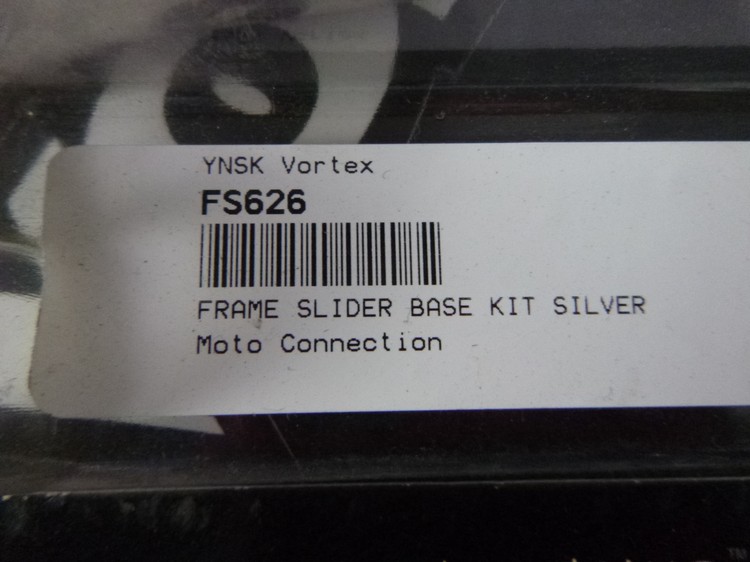 YNSK Vortex
FS626
FRAME SLIDER BASE KIT SILVER
Moto Connection